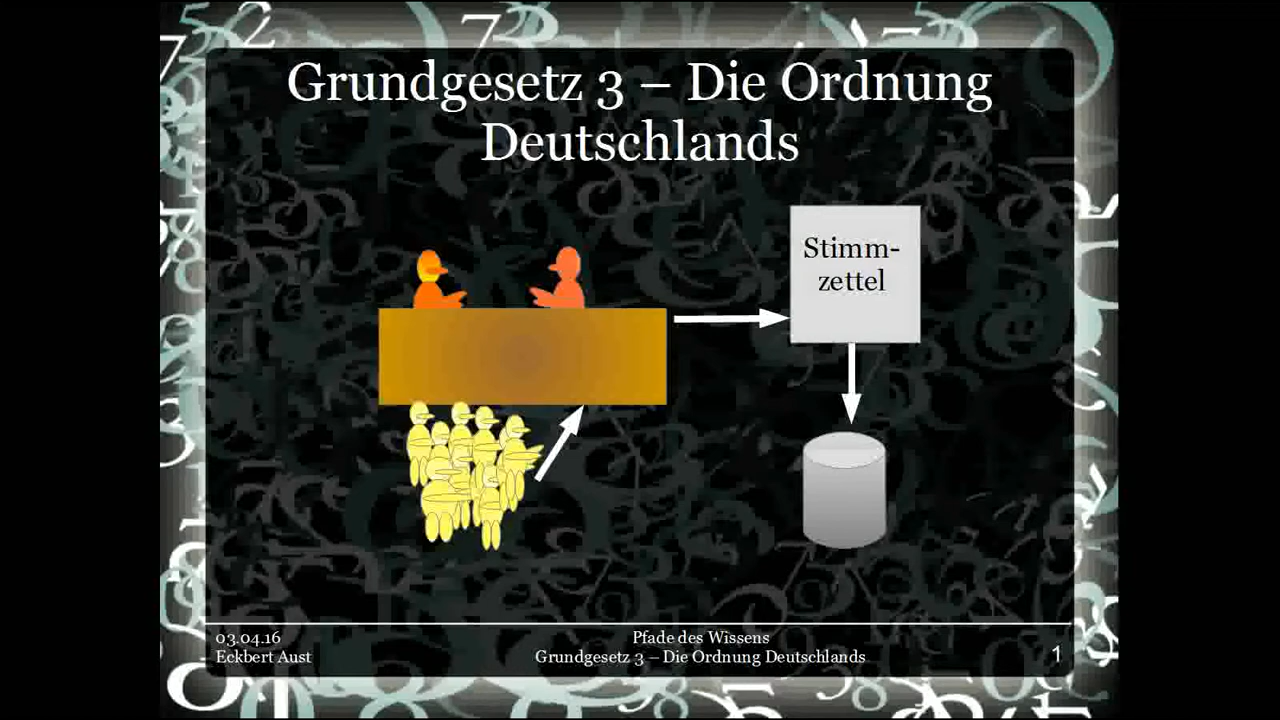 Grundgesetz 3 – Die Ordnung
Deutschlands
Stimm-
zettel
03.04.16
Eckbert Aust
Pfade des Wissens
Grundgesetz 3 – Die Ordnung Deutschlands
1